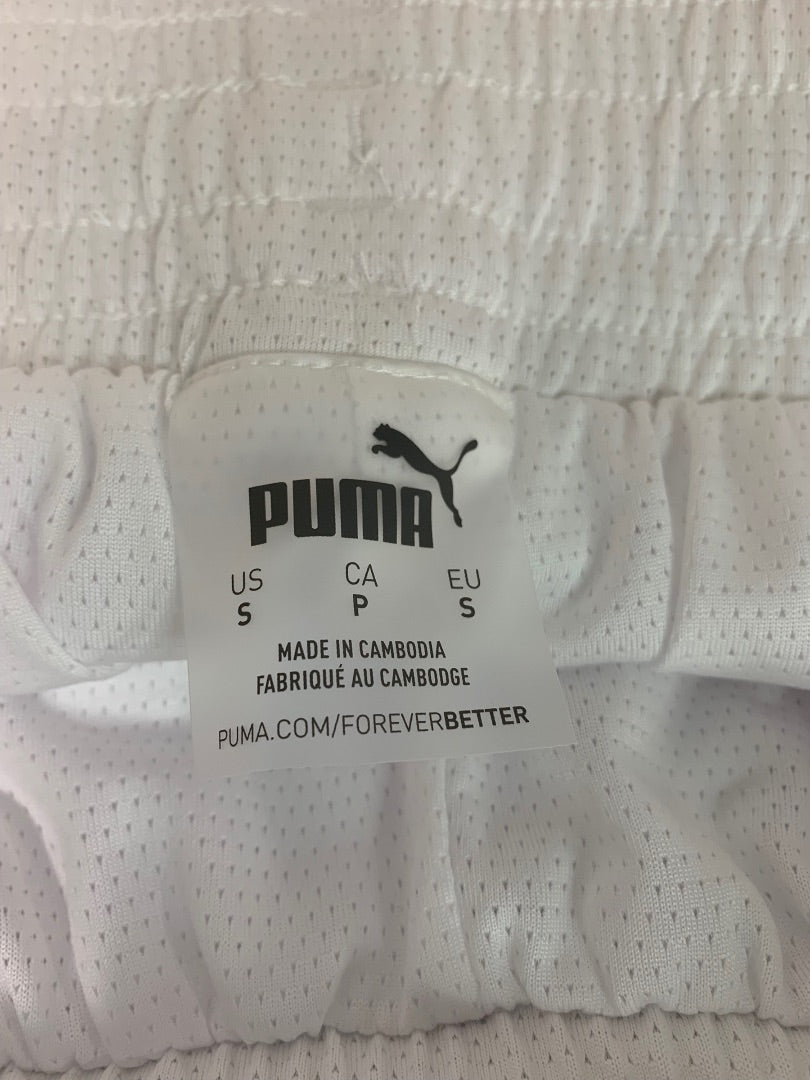 PUMA
US CA EU
S P S
MADE IN CAMBODIA
FABRIQUÉ AU CAMBODGE
PUMA.COM/FOREVERBETTER